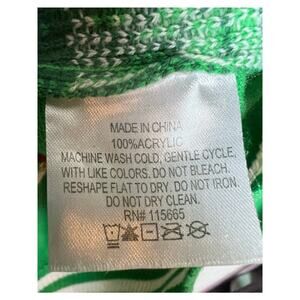 MADE IN CHINA
100%ACRYLIC
MACHINE WASH COLD, GENTLE CYCLE,
WITH LIKE COLORS. DO NOT BLEACH.
RESHAPE FLAT TO DRY. DO NOT IRON.
DO NOT DRY CLEAN.
RN# 115665